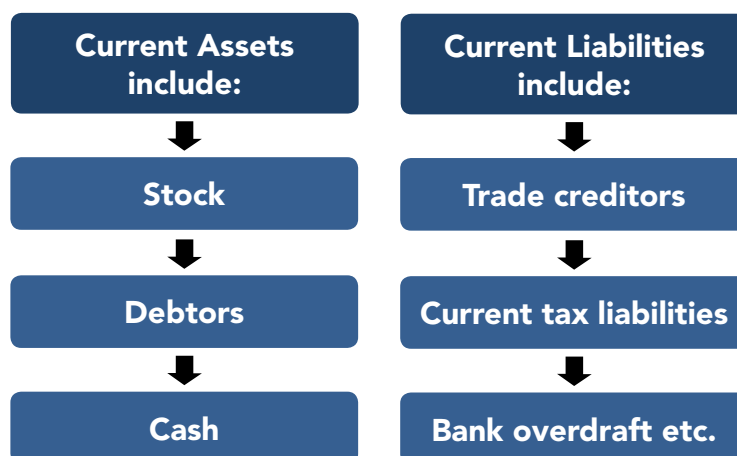 Current Assets
include:
Stock
Debtors
Cash
Current Liabilities
include:
Trade creditors
Current tax liabilities
Bank overdraft etc.